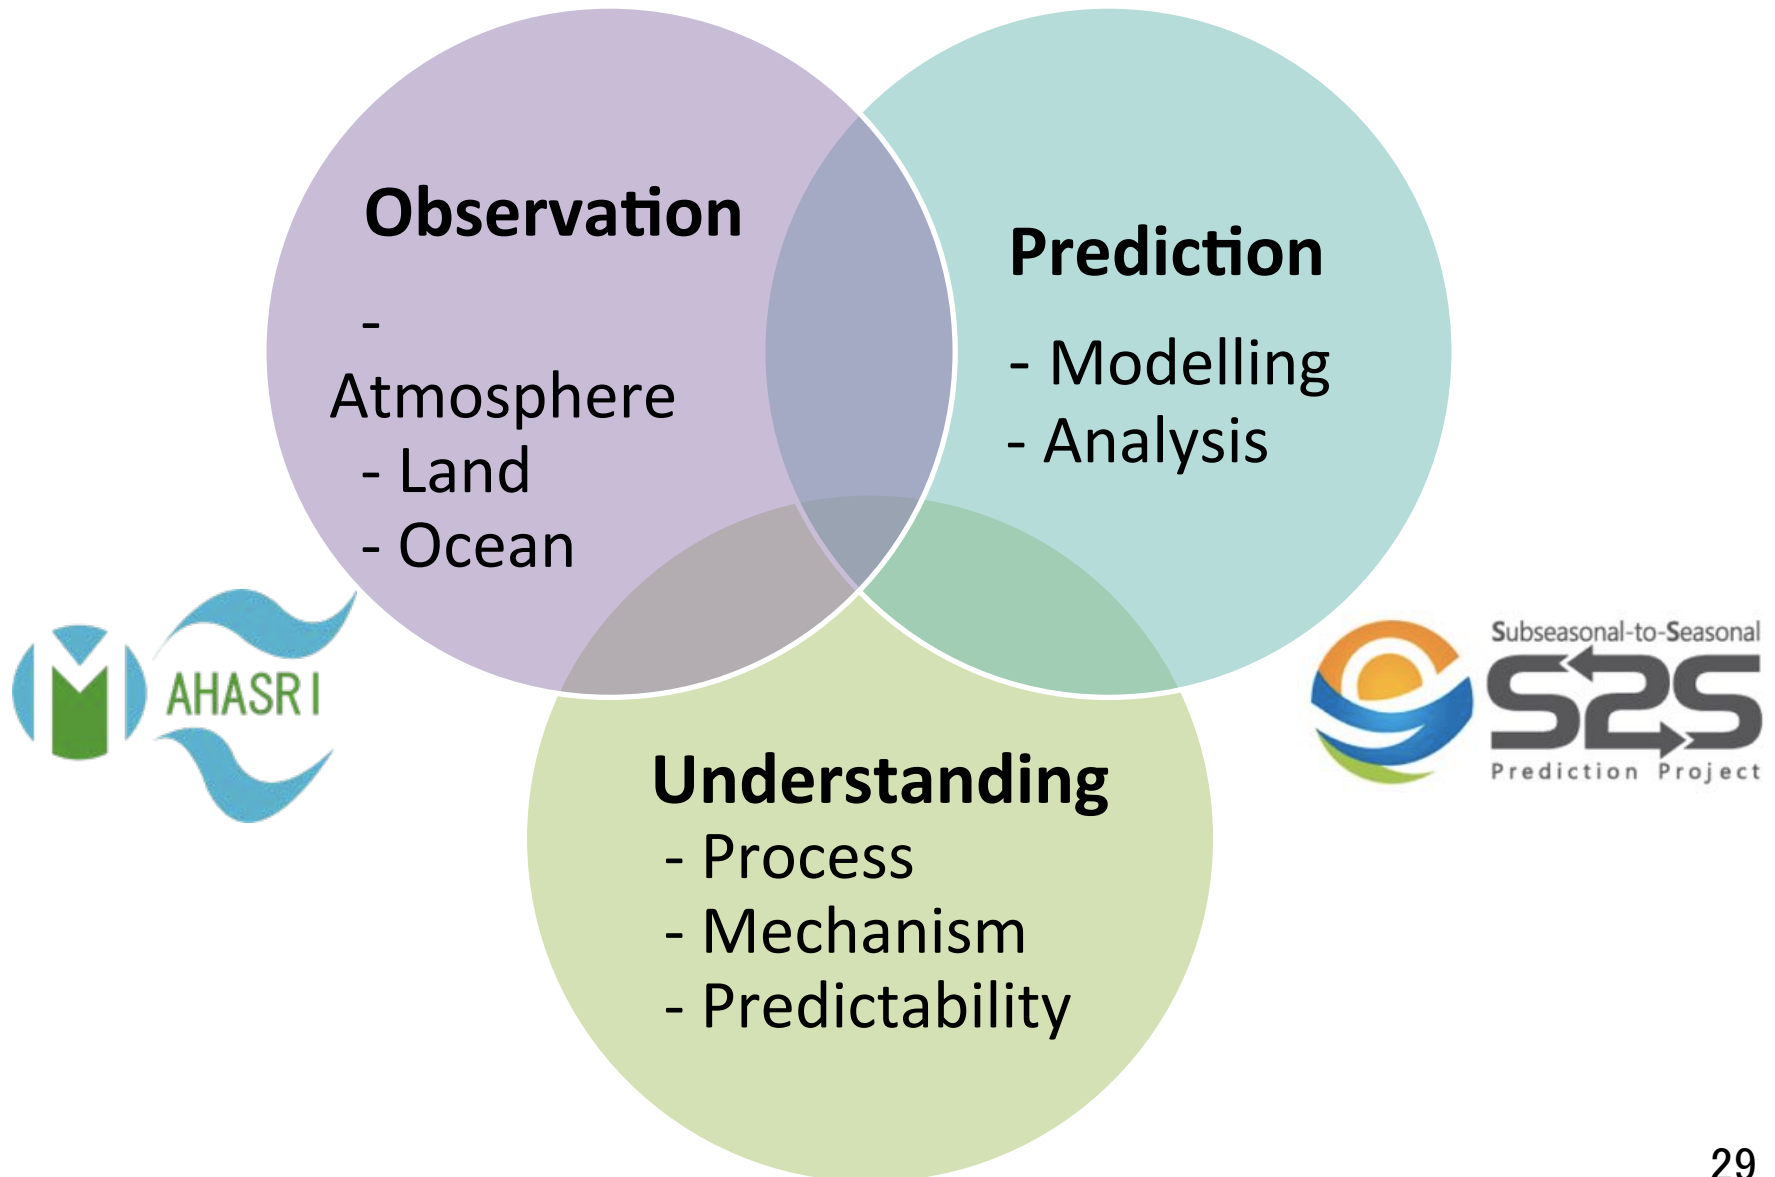 Observation
-
Atmosphere
- Land
- Ocean
Prediction
- Modelling
- Analysis
M AHASRI
Subseasonal-to-Seasonal
S2S
Prediction Project
Understanding
- Process
- Mechanism
- Predictability
29